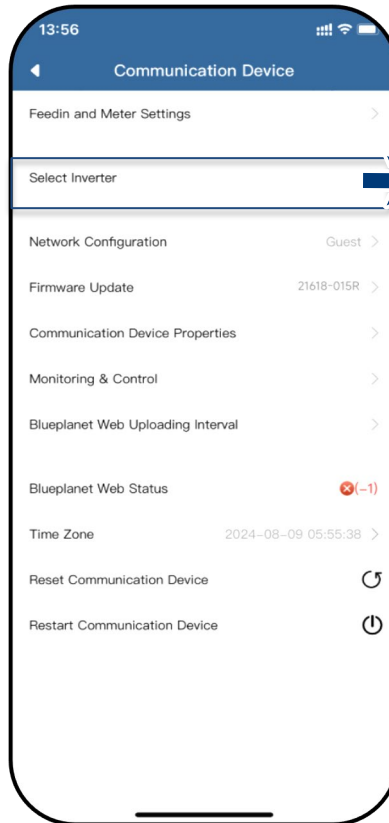 13:56
Communication Device
Feedin and Meter Settings
Select Inverter
Network Configuration Guest
Firmware Update 21618-015R
Communication Device Properties
Monitoring & Control
Blueplanet Web Uploading Interval
Blueplanet Web Status (-1)
Time Zone 2024-08-09 05:55:38
Reset Communication Device
Restart Communication Device